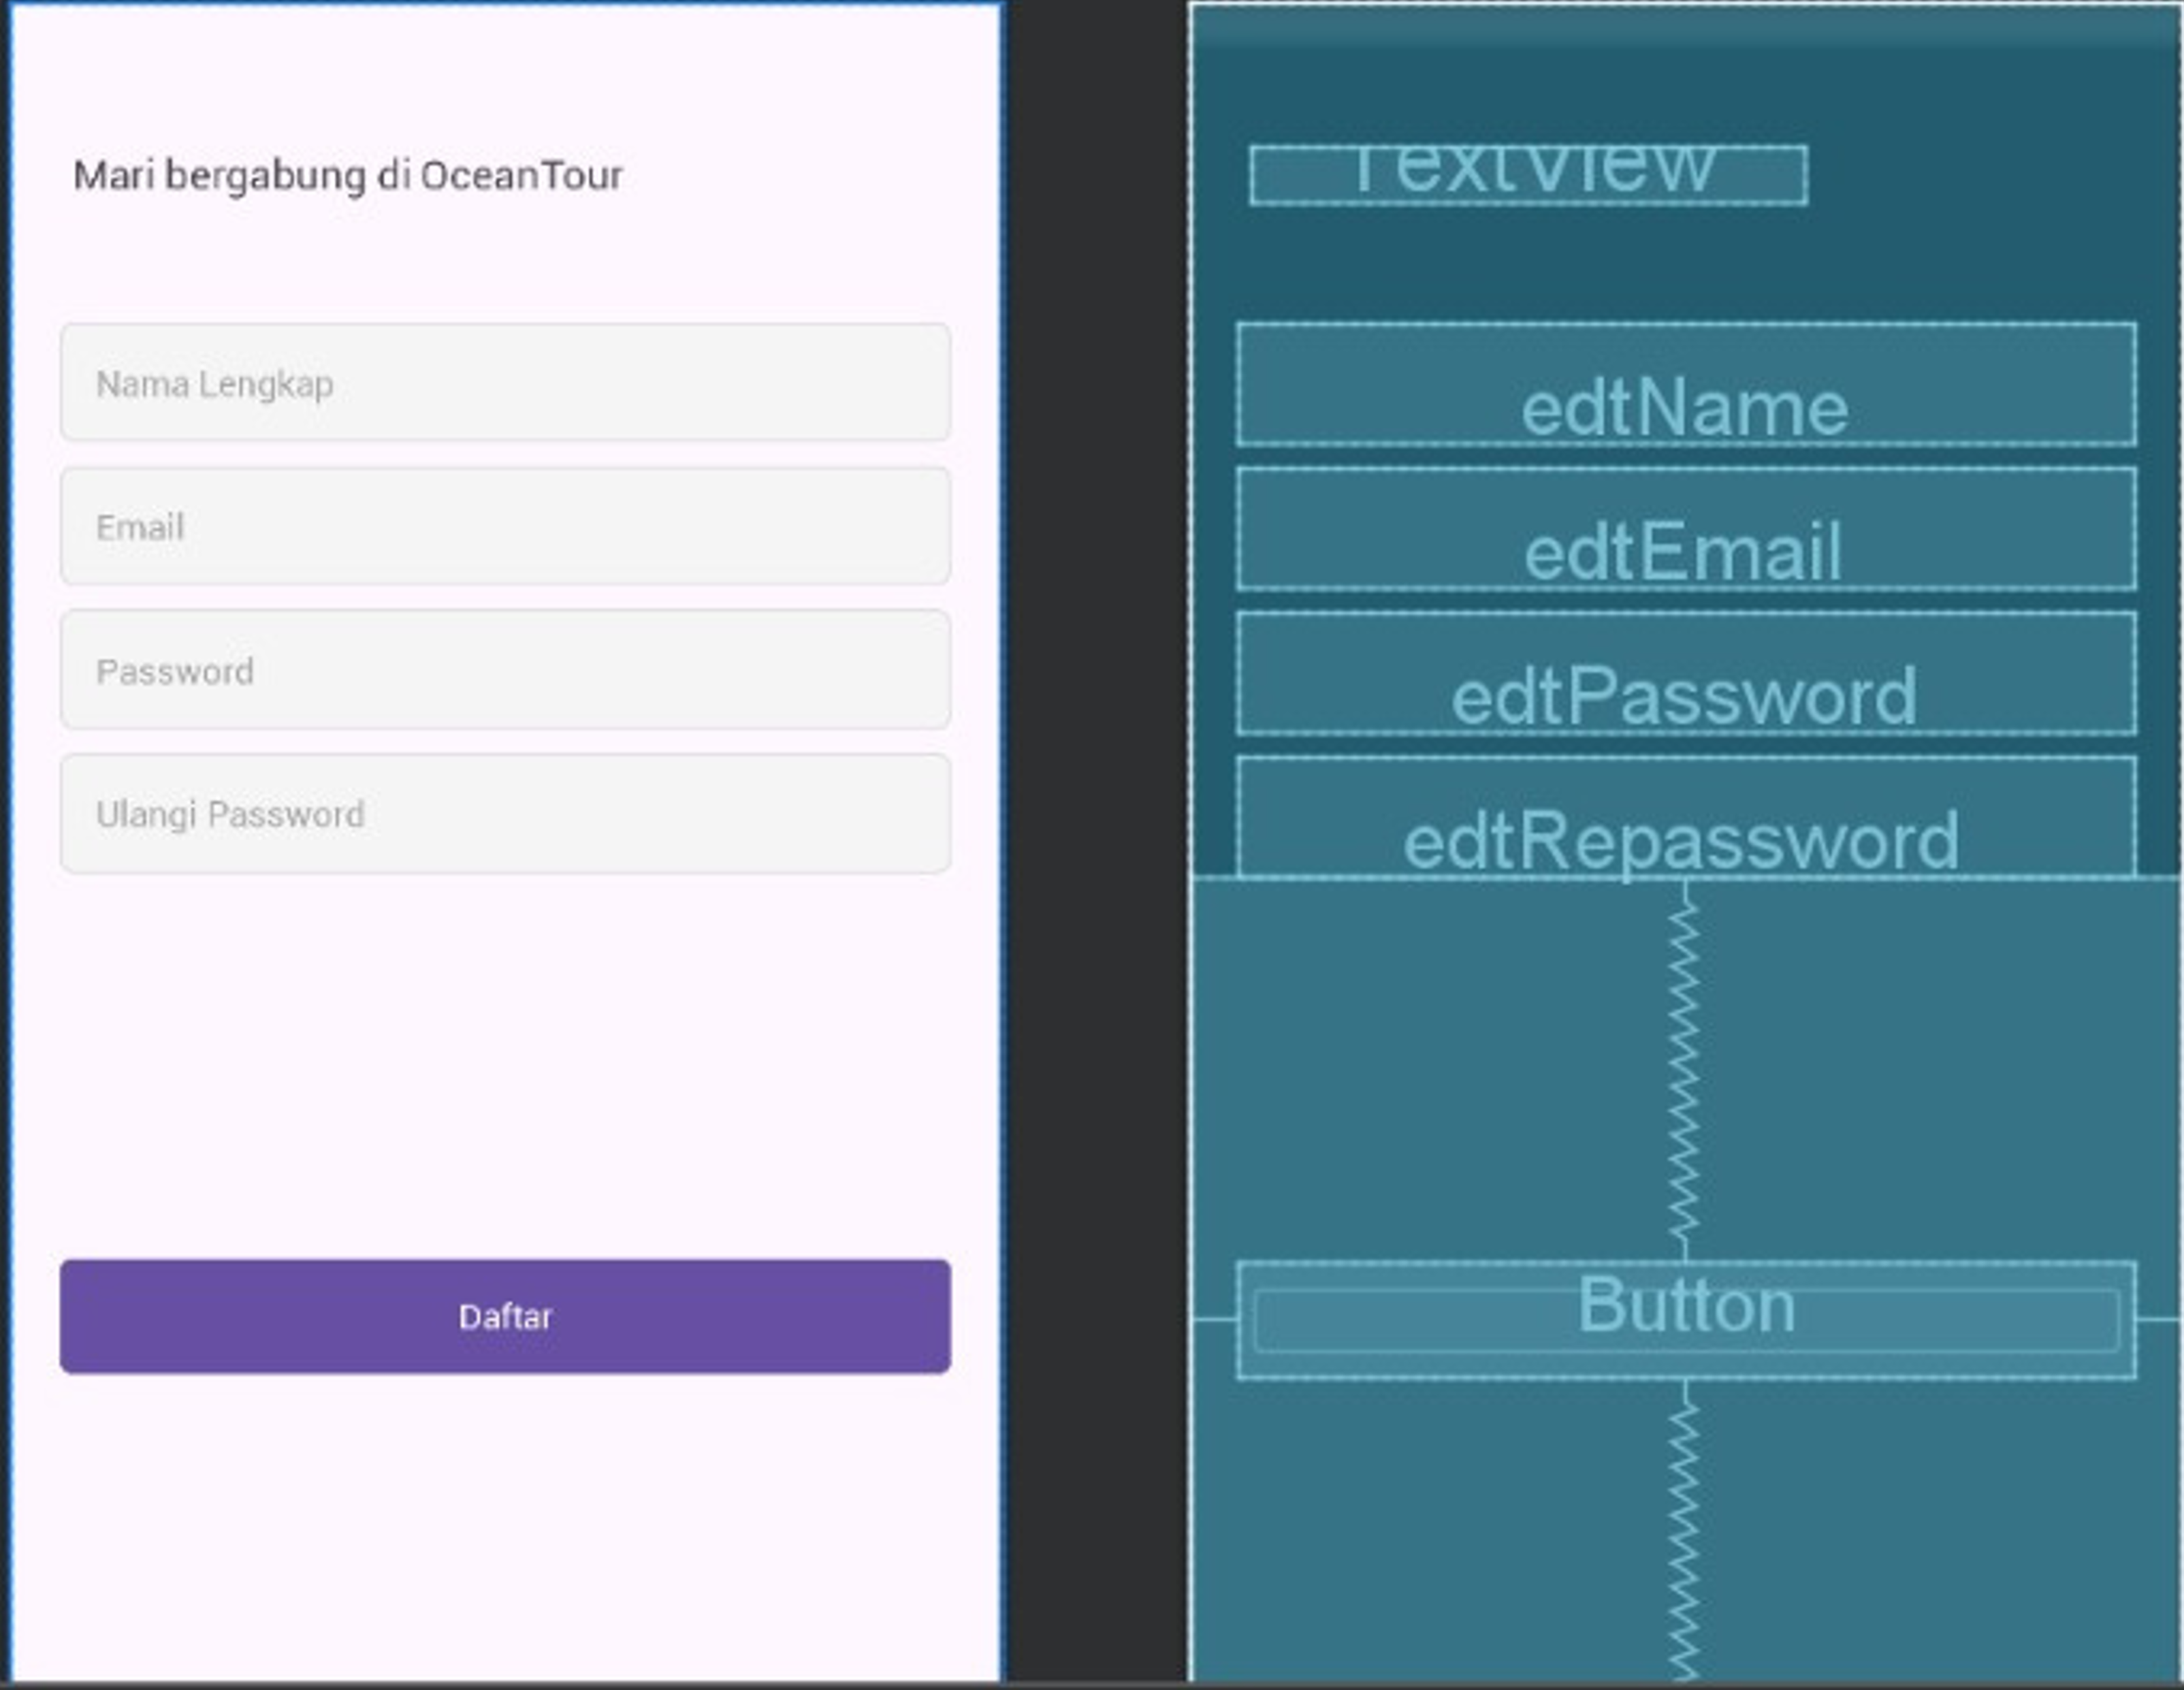 Mari bergabung di OceanTour
Nama Lengkap
Email
Password
Ulangi Password
Daftar
TextView
edtName
edtEmail
edtPassword
edtRepassword
Button